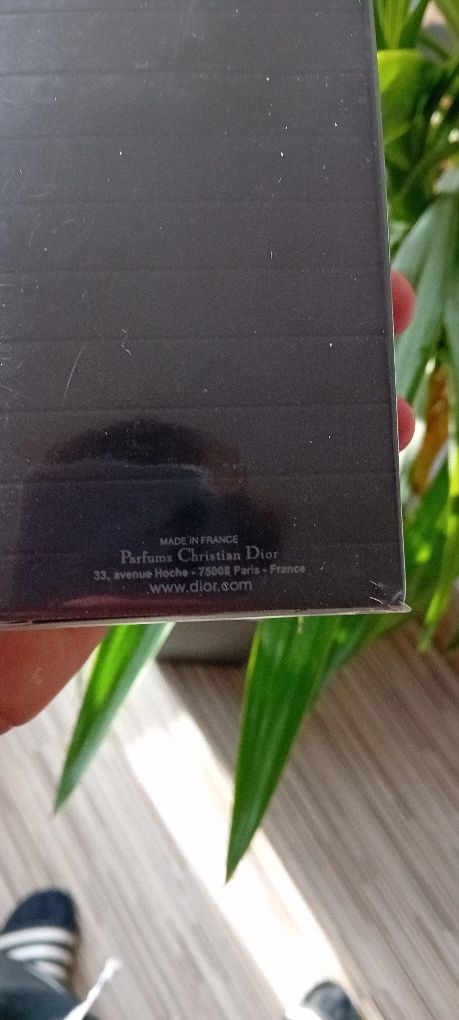 MADE IN FRANCE
Parfums Christian Dior
33, avenue Hoche - 75008 Paris - France
www.dior.com